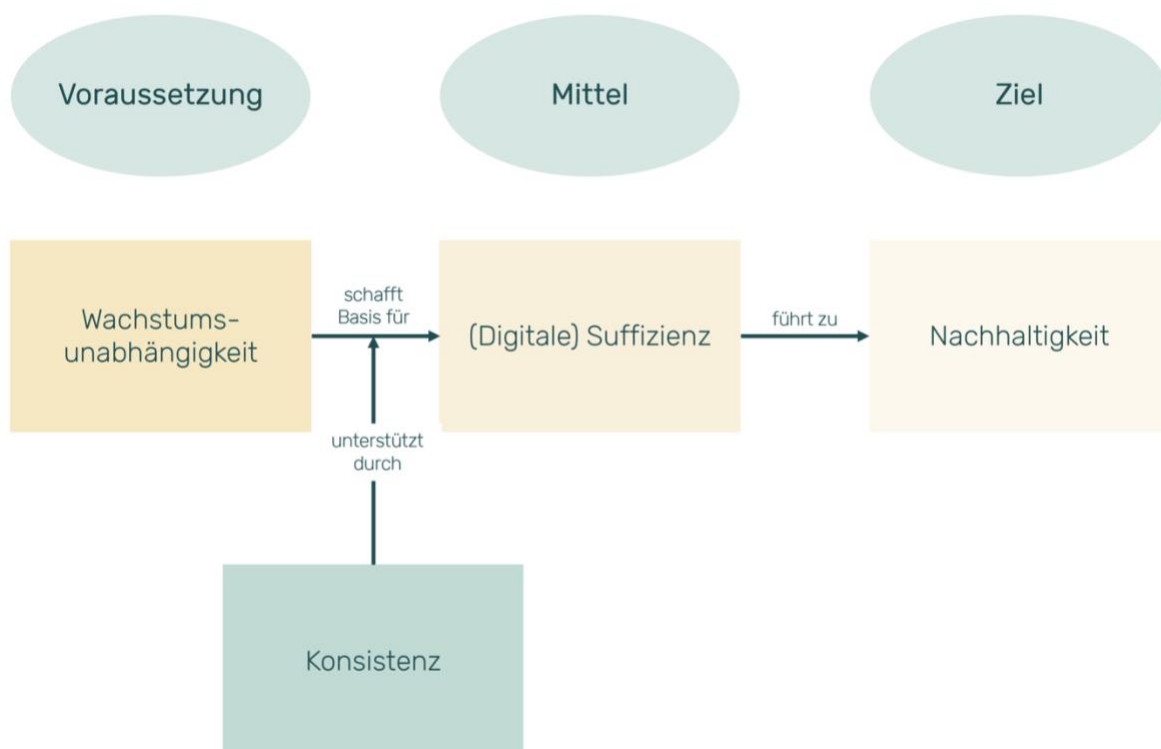 Voraussetzung
Mittel
Ziel
Wachstums-
unabhängigkeit
schafft
Basis für
(Digitale) Suffizienz
führt zu
Nachhaltigkeit
unterstützt
durch
Konsistenz